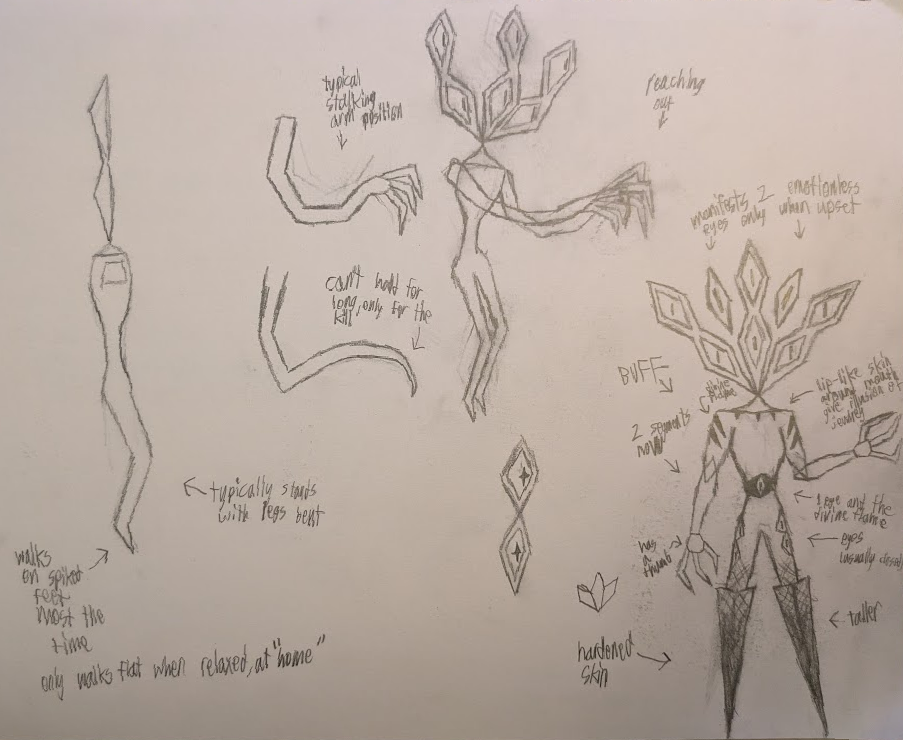 typical
stalking
arm position
reaching
out
manifests 2 emotionless
eyes only when upset
can't hold for
long, only for the
kill
BUFF
divine
flame
lip-like skin
around mouth
give illusion of
jewelry
2 segments
now
typically stands
with legs bent
1 eye and the
divine flame
eyes
usually closed
has
a
thumb
walks
on spiked
feet
most the
time
taller
hardened
skin
only walks flat when relaxed, at "home"